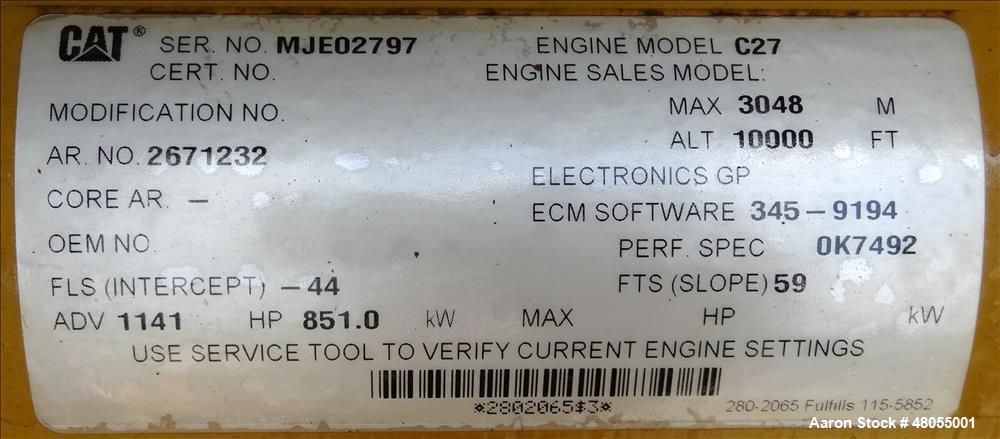 CAT® SER. NO. MJE02797 ENGINE MODEL C27
CERT. NO. ENGINE SALES MODEL:
MODIFICATION NO. MAX 3048 M
AR. NO. 2671232 ALT 10000 FT
ELECTRONICS GP
CORE AR. – ECM SOFTWARE 345-9194
OEM NO. PERF. SPEC 0K7492
FLS (INTERCEPT) -44 FTS (SLOPE) 59
ADV 1141 HP 851.0 kW MAX HP kW
USE SERVICE TOOL TO VERIFY CURRENT ENGINE SETTINGS
*2802065$3*
280-2065 Fulfills 115-5852
Aaron Stock # 48055001